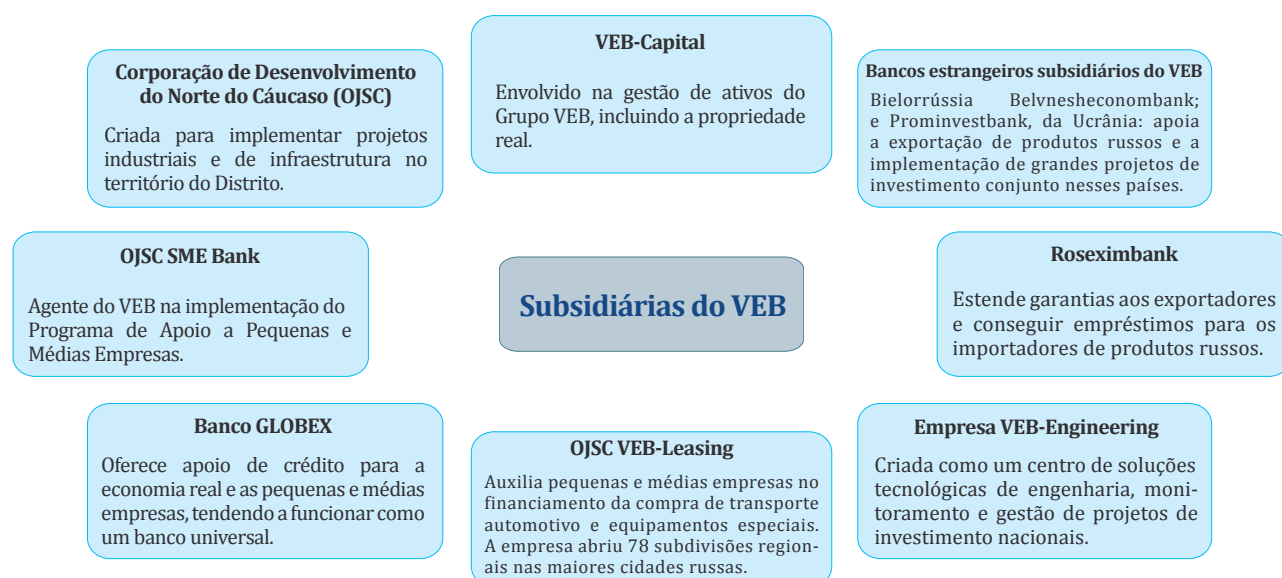 VEB-Capital
Envolvido na gestão de ativos do
Grupo VEB, incluindo a propriedade
real.
Corporação de Desenvolvimento
do Norte do Cáucaso (OJSC)
Criada para implementar projetos
industriais e de infraestrutura no
território do Distrito.
Bancos estrangeiros subsidiários do VEB
Bielorrússia Belvnesheconombank;
e Prominvestbank, da Ucrânia: apoia
a exportação de produtos russos e a
implementação de grandes projetos de
investimento conjunto nesses países.
OJSC SME Bank
Agente do VEB na implementação do
Programa de Apoio a Pequenas e
Médias Empresas.
Subsidiárias do VEB
Roseximbank
Estende garantias aos exportadores
e conseguir empréstimos para os
importadores de produtos russos.
Banco GLOBEX
Oferece apoio de crédito para a
economia real e as pequenas e médias
empresas, tendendo a funcionar como
um banco universal.
OJSC VEB-Leasing
Auxilia pequenas e médias empresas no
financiamento da compra de transporte
automotivo e equipamentos especiais.
A empresa abriu 78 subdivisões region-
ais nas maiores cidades russas.
Empresa VEB-Engineering
Criada como um centro de soluções
tecnológicas de engenharia, moni-
toramento e gestão de projetos de
investimento nacionais.